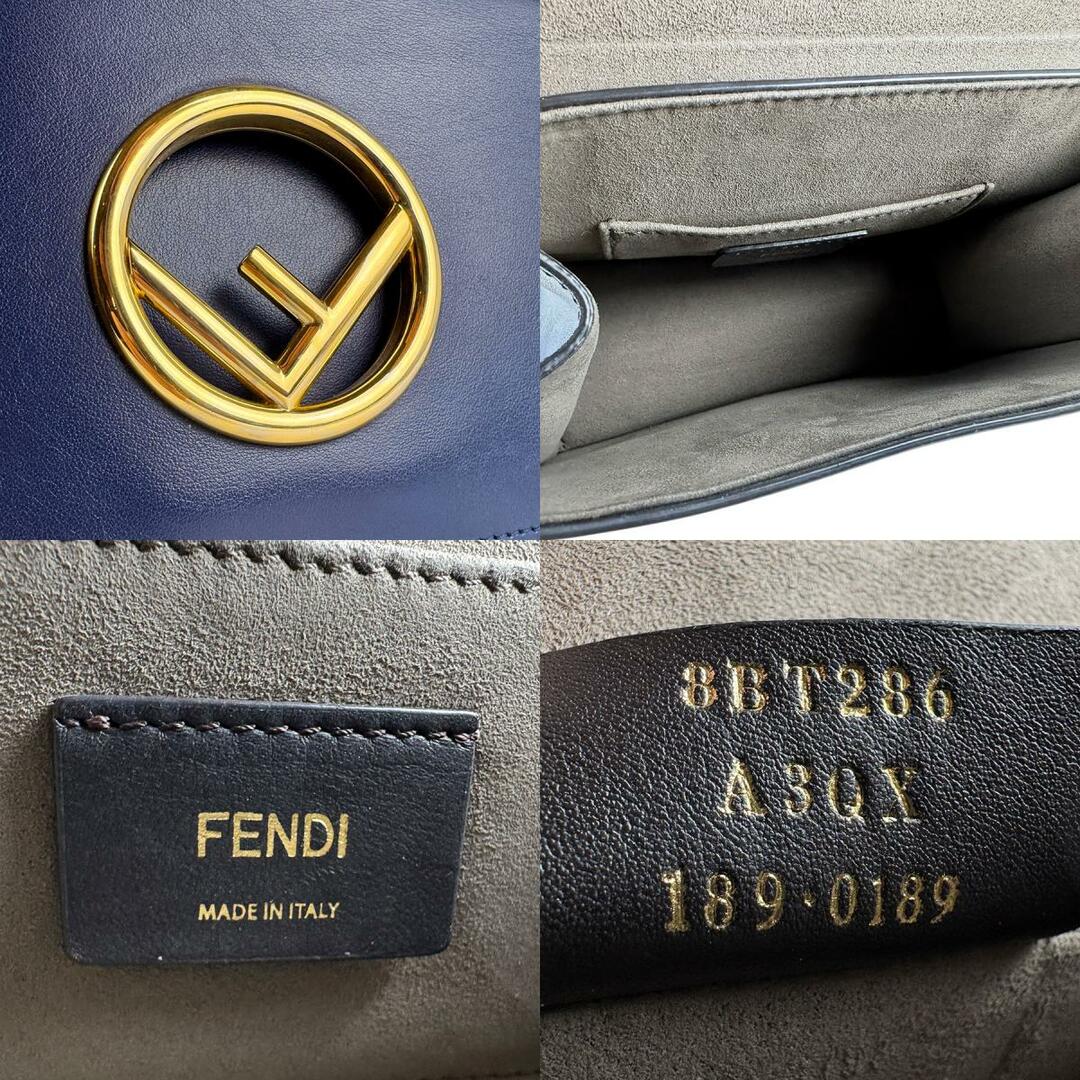 FENDI
MADE IN ITALY
8BT286
A3QX
189·0189